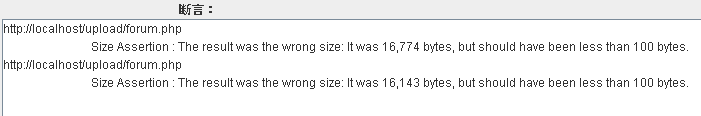 断言：
http://localhost/upload/forum.php
Size Assertion : The result was the wrong size: It was 16,774 bytes, but should have been less than 100 bytes.
http://localhost/upload/forum.php
Size Assertion : The result was the wrong size: It was 16,143 bytes, but should have been less than 100 bytes.